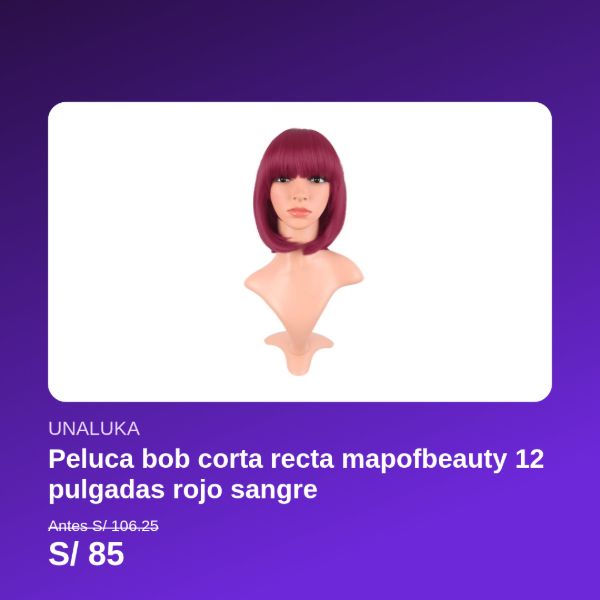 UNALUKA
Peluca bob corta recta mapofbeauty 12
pulgadas rojo sangre
Antes S/ 106.25
S/ 85